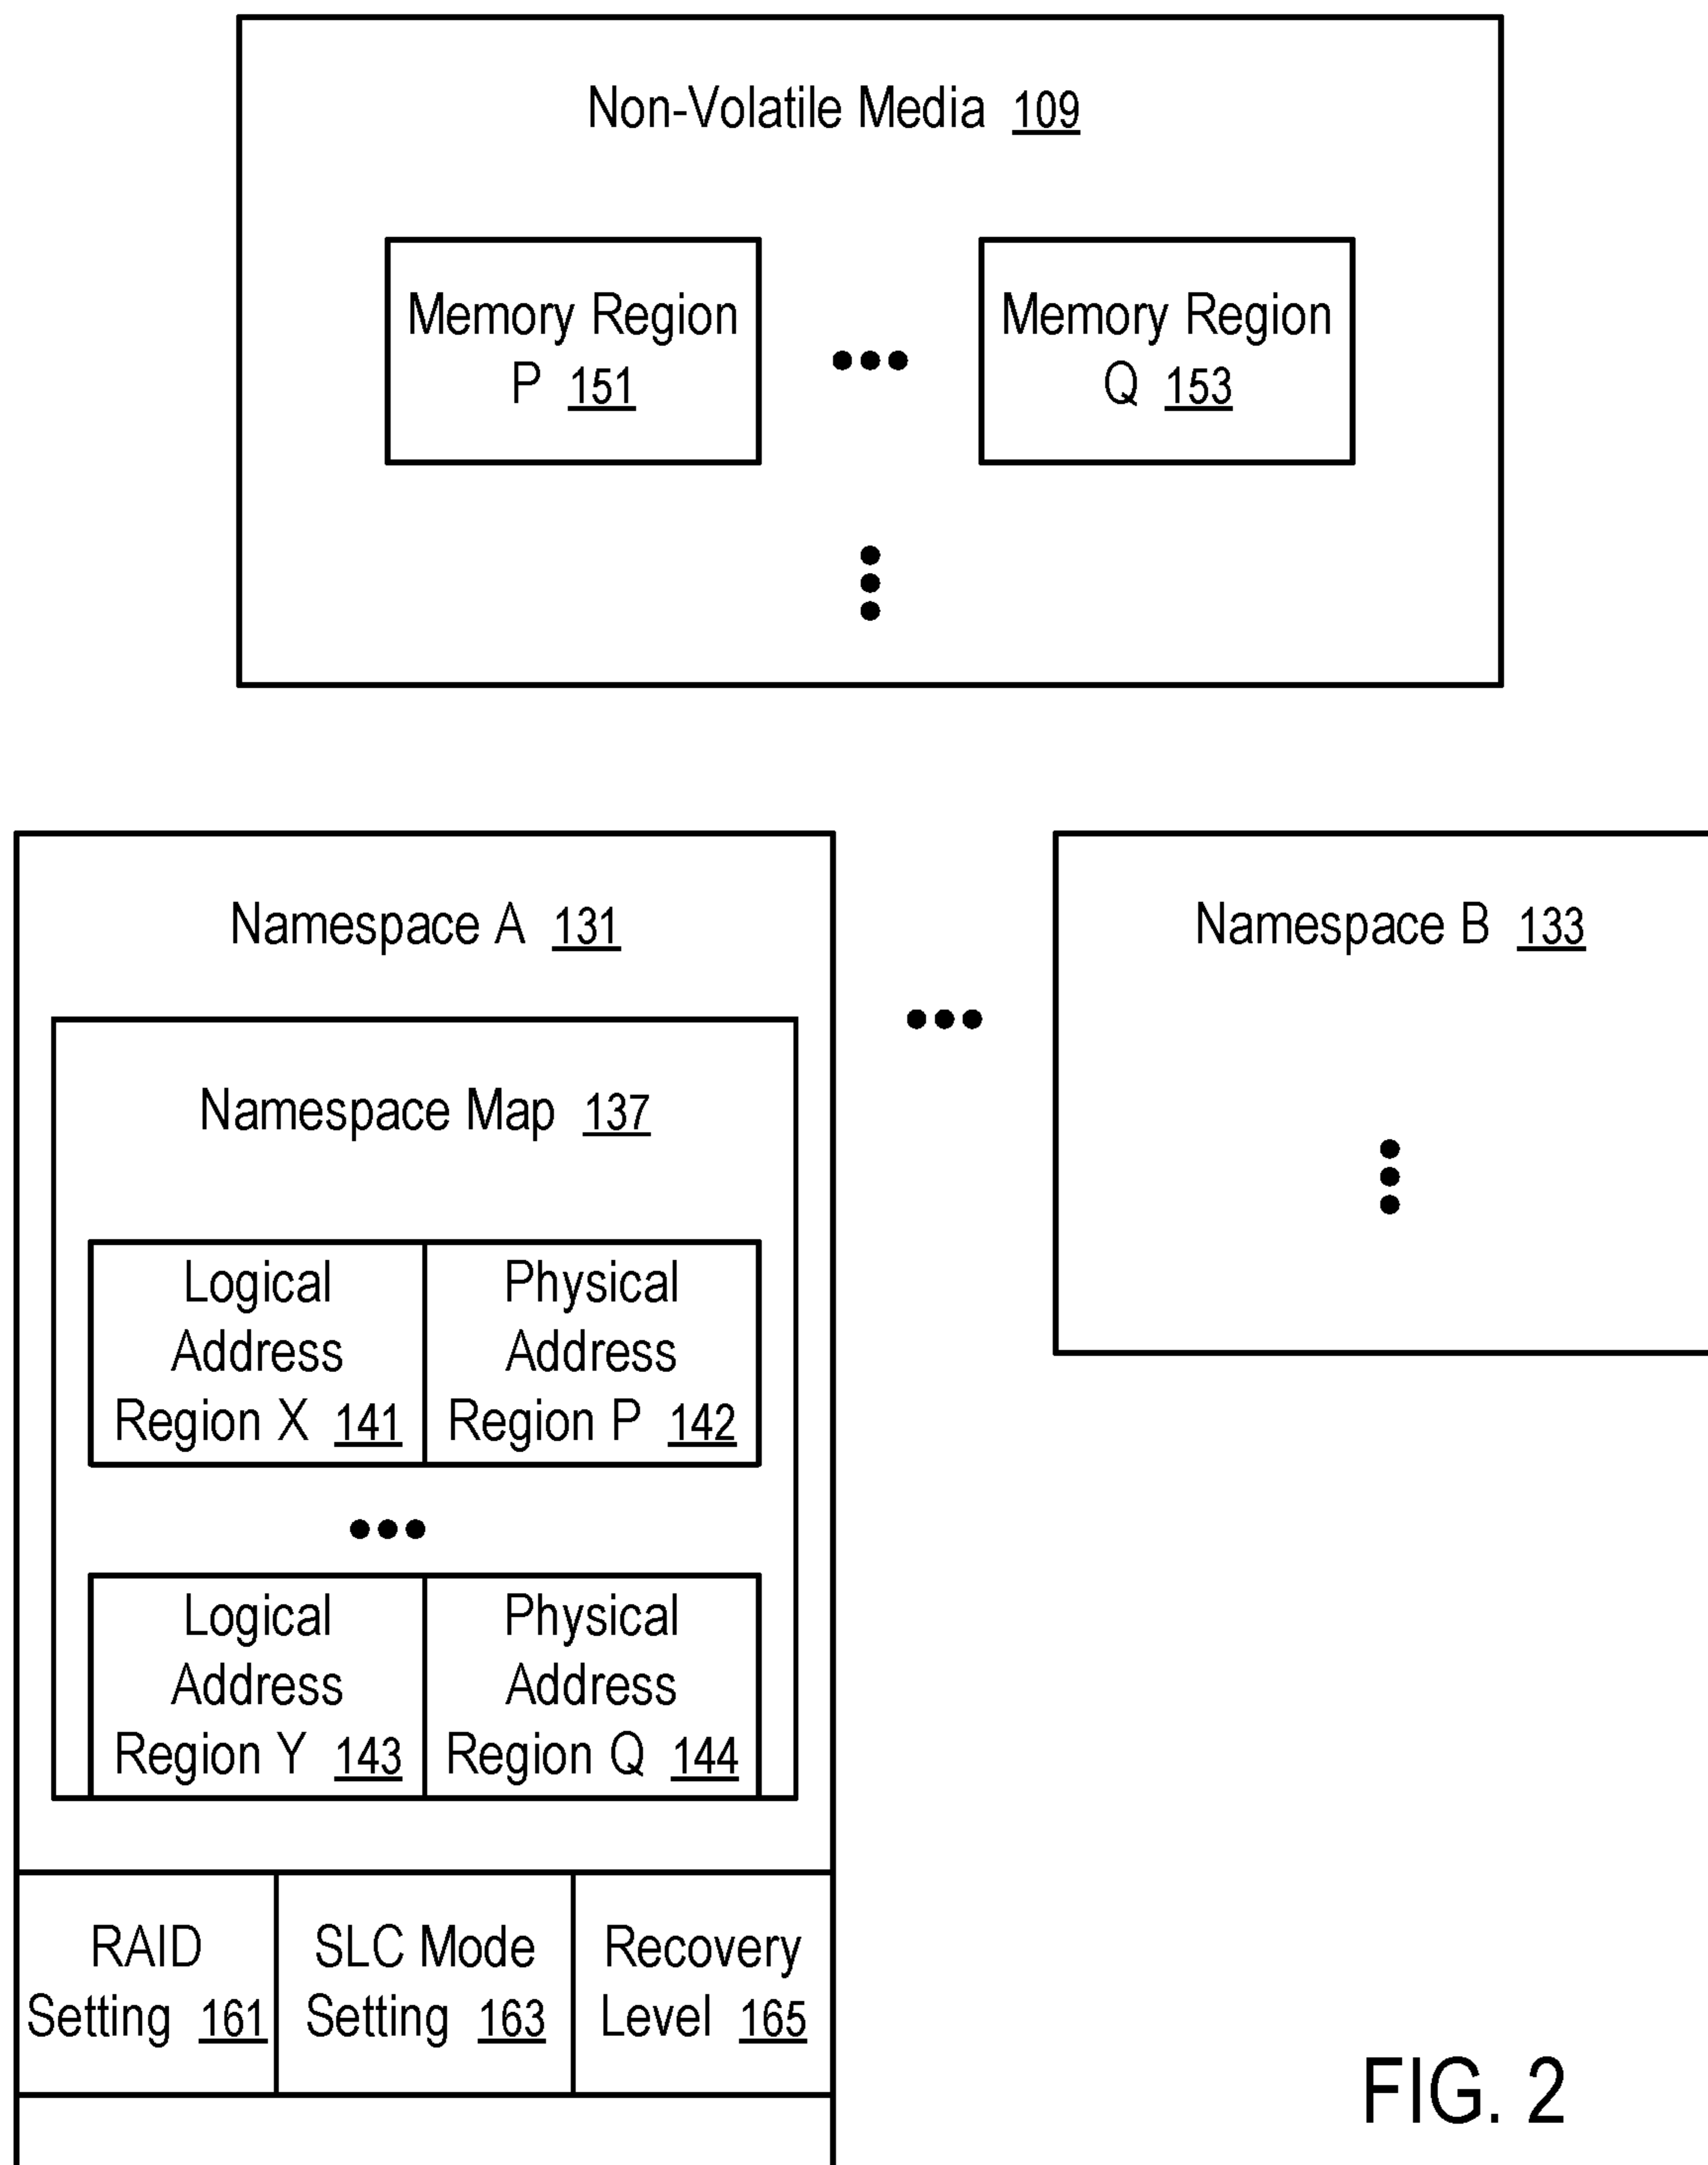 Non-Volatile Media 109
Memory Region
P 151
Memory Region
Q 153
Namespace A 131
Namespace Map 137
Logical
Address
Region X 141
Physical
Address
Region P 142
Logical
Address
Region Y 143
Physical
Address
Region Q 144
RAID
Setting 161
SLC Mode
Setting 163
Recovery
Level 165
Namespace B 133
FIG. 2